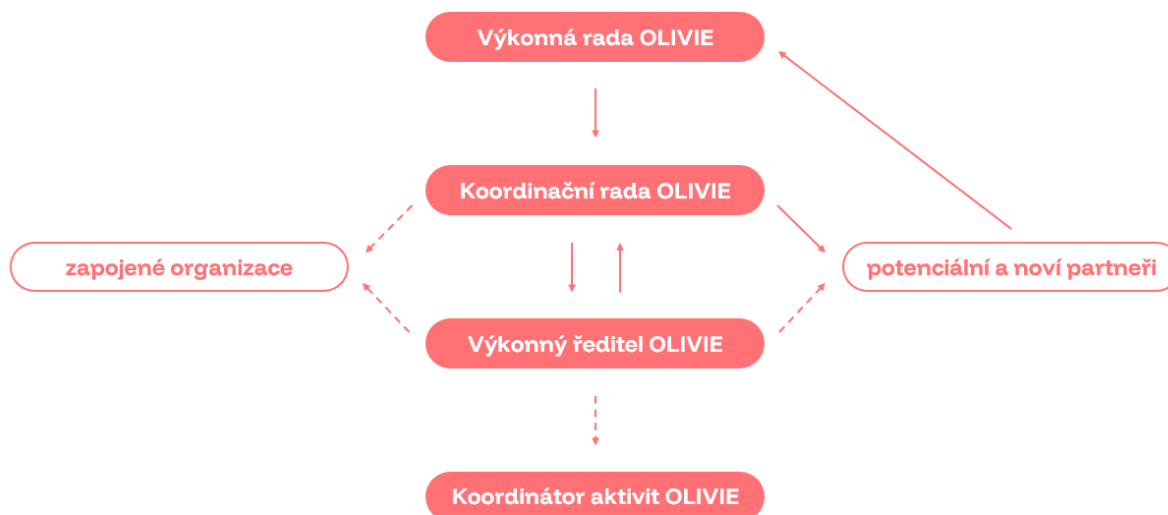 Výkonná rada OLIVIE
Koordinační rada OLIVIE
zapojené organizace
potenciální a noví partneři
Výkonný ředitel OLIVIE
Koordinátor aktivit OLIVIE